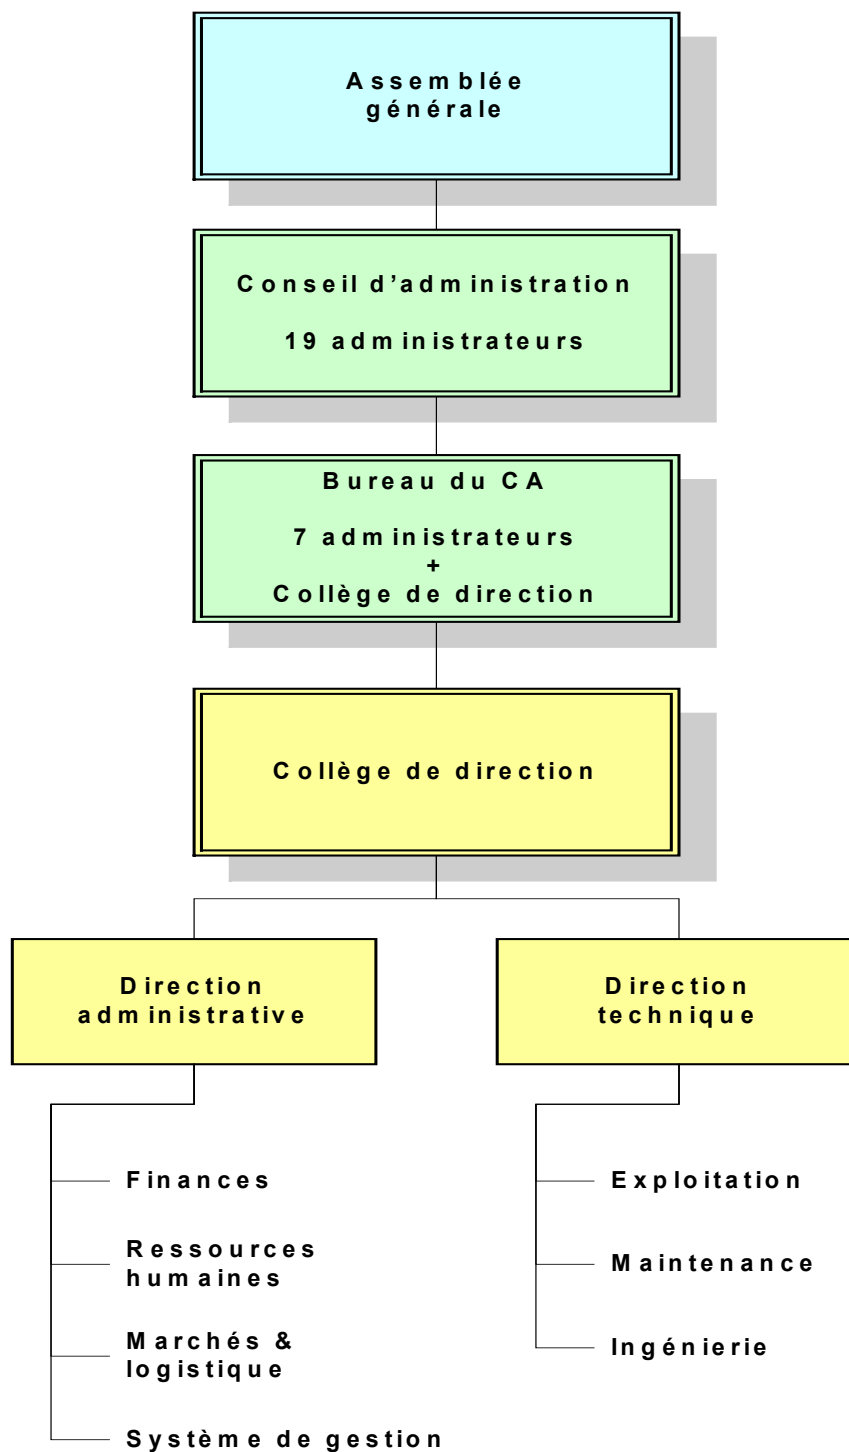 Assemblée
générale
Conseil d'administration
19 administrateurs
Bureau du CA
7 administrateurs
+
Collège de direction
Collège de direction
Direction
administrative
Direction
technique
Finances
Ressources
humaines
Marchés &
logistique
Système de gestion
Exploitation
Maintenance
Ingénierie